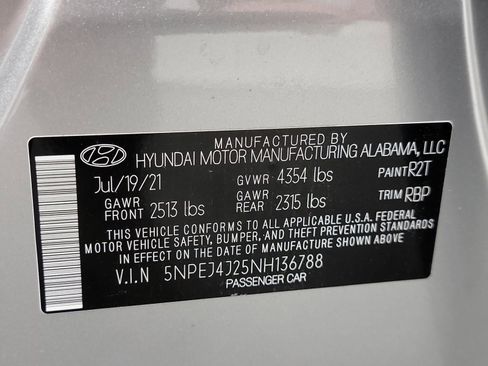 MANUFACTURED BY
HYUNDAI MOTOR MANUFACTURING ALABAMA, LLC
Jul/19/21 GVWR 4354 lbs PAINT R2T
GAWR FRONT 2513 lbs GAWR REAR 2315 lbs TRIM RBP
THIS VEHICLE CONFORMS TO ALL APPLICABLE U.S.A. FEDERAL
MOTOR VEHICLE SAFETY, BUMPER, AND THEFT PREVENTION STANDARDS
IN EFFECT ON THE DATE OF MANUFACTURE SHOWN ABOVE.
V.I.N 5NPEJ4J25NH136788
PASSENGER CAR